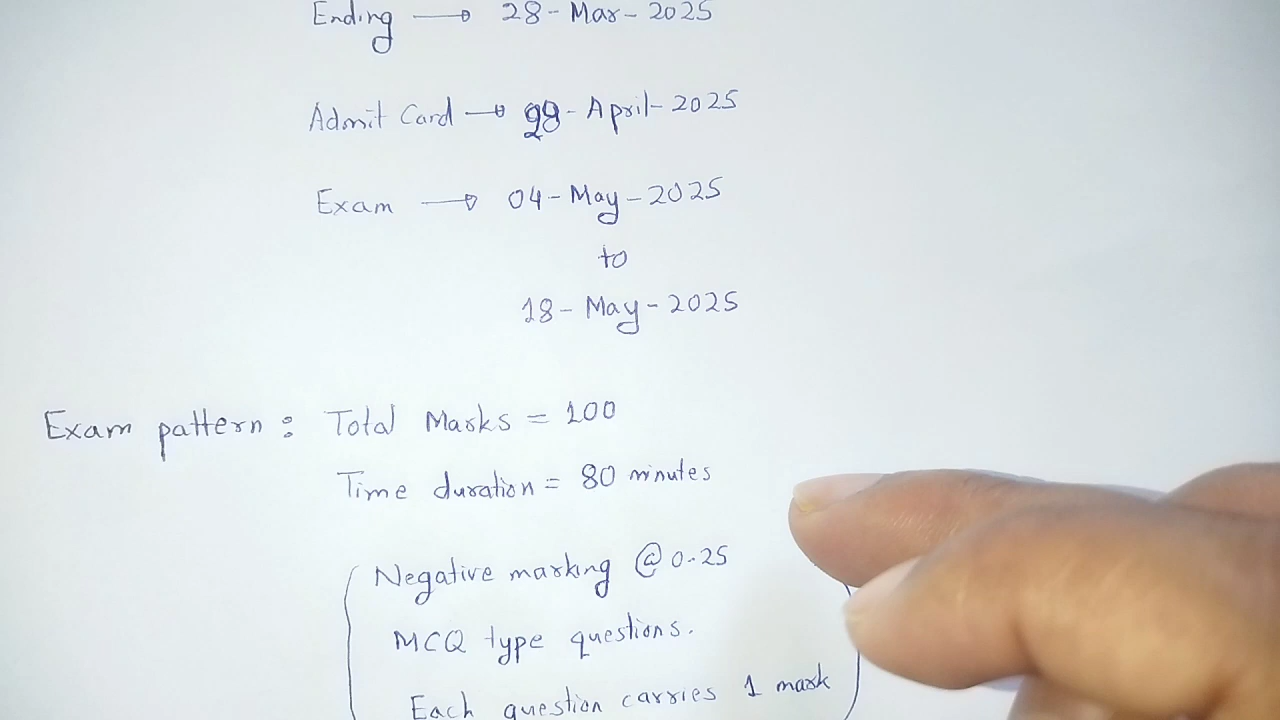 Ending → 28-Mar-2025
Admit Card → -April-2025
Exam → 04-May-2025
to
18-May-2025
Exam pattern : Total Marks = 100
Time duration = 80 minutes
Negative marking @ 0.25
MCQ type questions.
Each question carries 1 mark